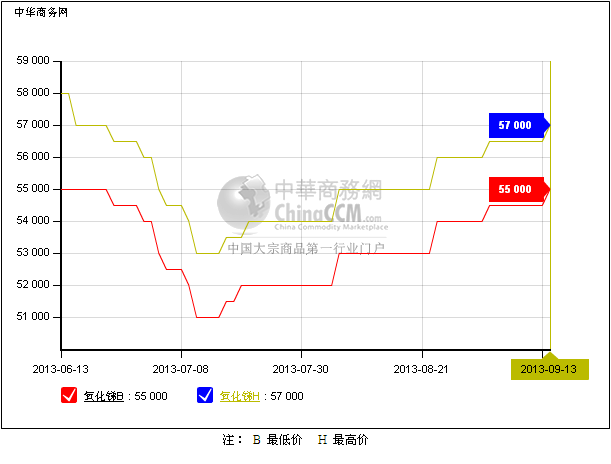 中华商务网
59 000
58 000
57 000
56 000
55 000
54 000
53 000
52 000
51 000
57 000
55 000
中華商務網
ChinaCCM.com
China Commodity Marketplace
中国大宗商品第一行业门户
2013-06-13 2013-07-08 2013-07-30 2013-08-21 2013-09-13
氧化锑B : 55 000 氧化锑H : 57 000
注： B 最低价 H 最高价